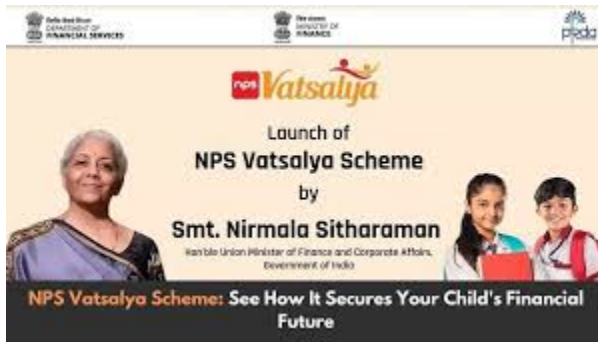 DEPARTMENT OF
FINANCIAL SERVICES
MINISTRY OF
FINANCE
pfrda
nps Vatsalya
Launch of
NPS Vatsalya Scheme
by
Smt. Nirmala Sitharaman
Hon'ble Union Minister of Finance and Corporate Affairs,
Government of India
NPS Vatsalya Scheme: See How It Secures Your Child's Financial
Future